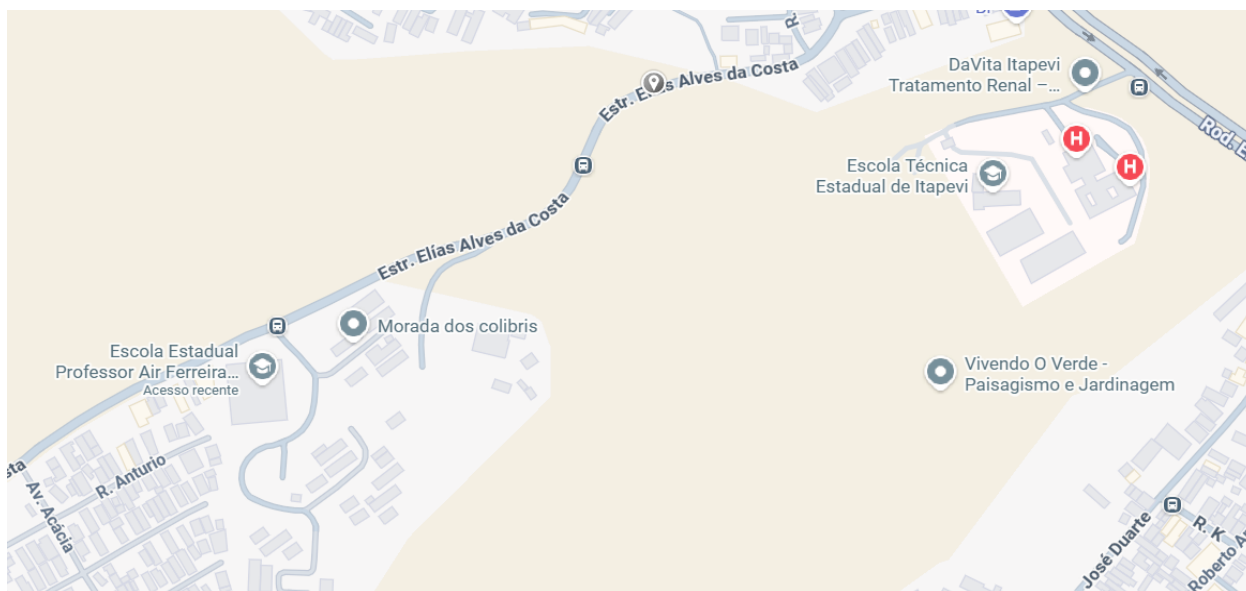 DaVita Itapevi
Tratamento Renal –...
Estr. Elías Alves da Costa
R.
Rod. E
Escola Técnica
Estadual de Itapevi
H
H
Estr. Elías Alves da Costa
Morada dos colibris
Escola Estadual
Professor Air Ferreira...
Acesso recente
Vivendo O Verde -
Paisagismo e Jardinagem
sta
R. Anturio
Av. Acácia
José Duarte
R. K
Roberto A